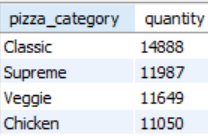 pizza_category quantity
Classic 14888
Supreme 11987
Veggie 11649
Chicken 11050